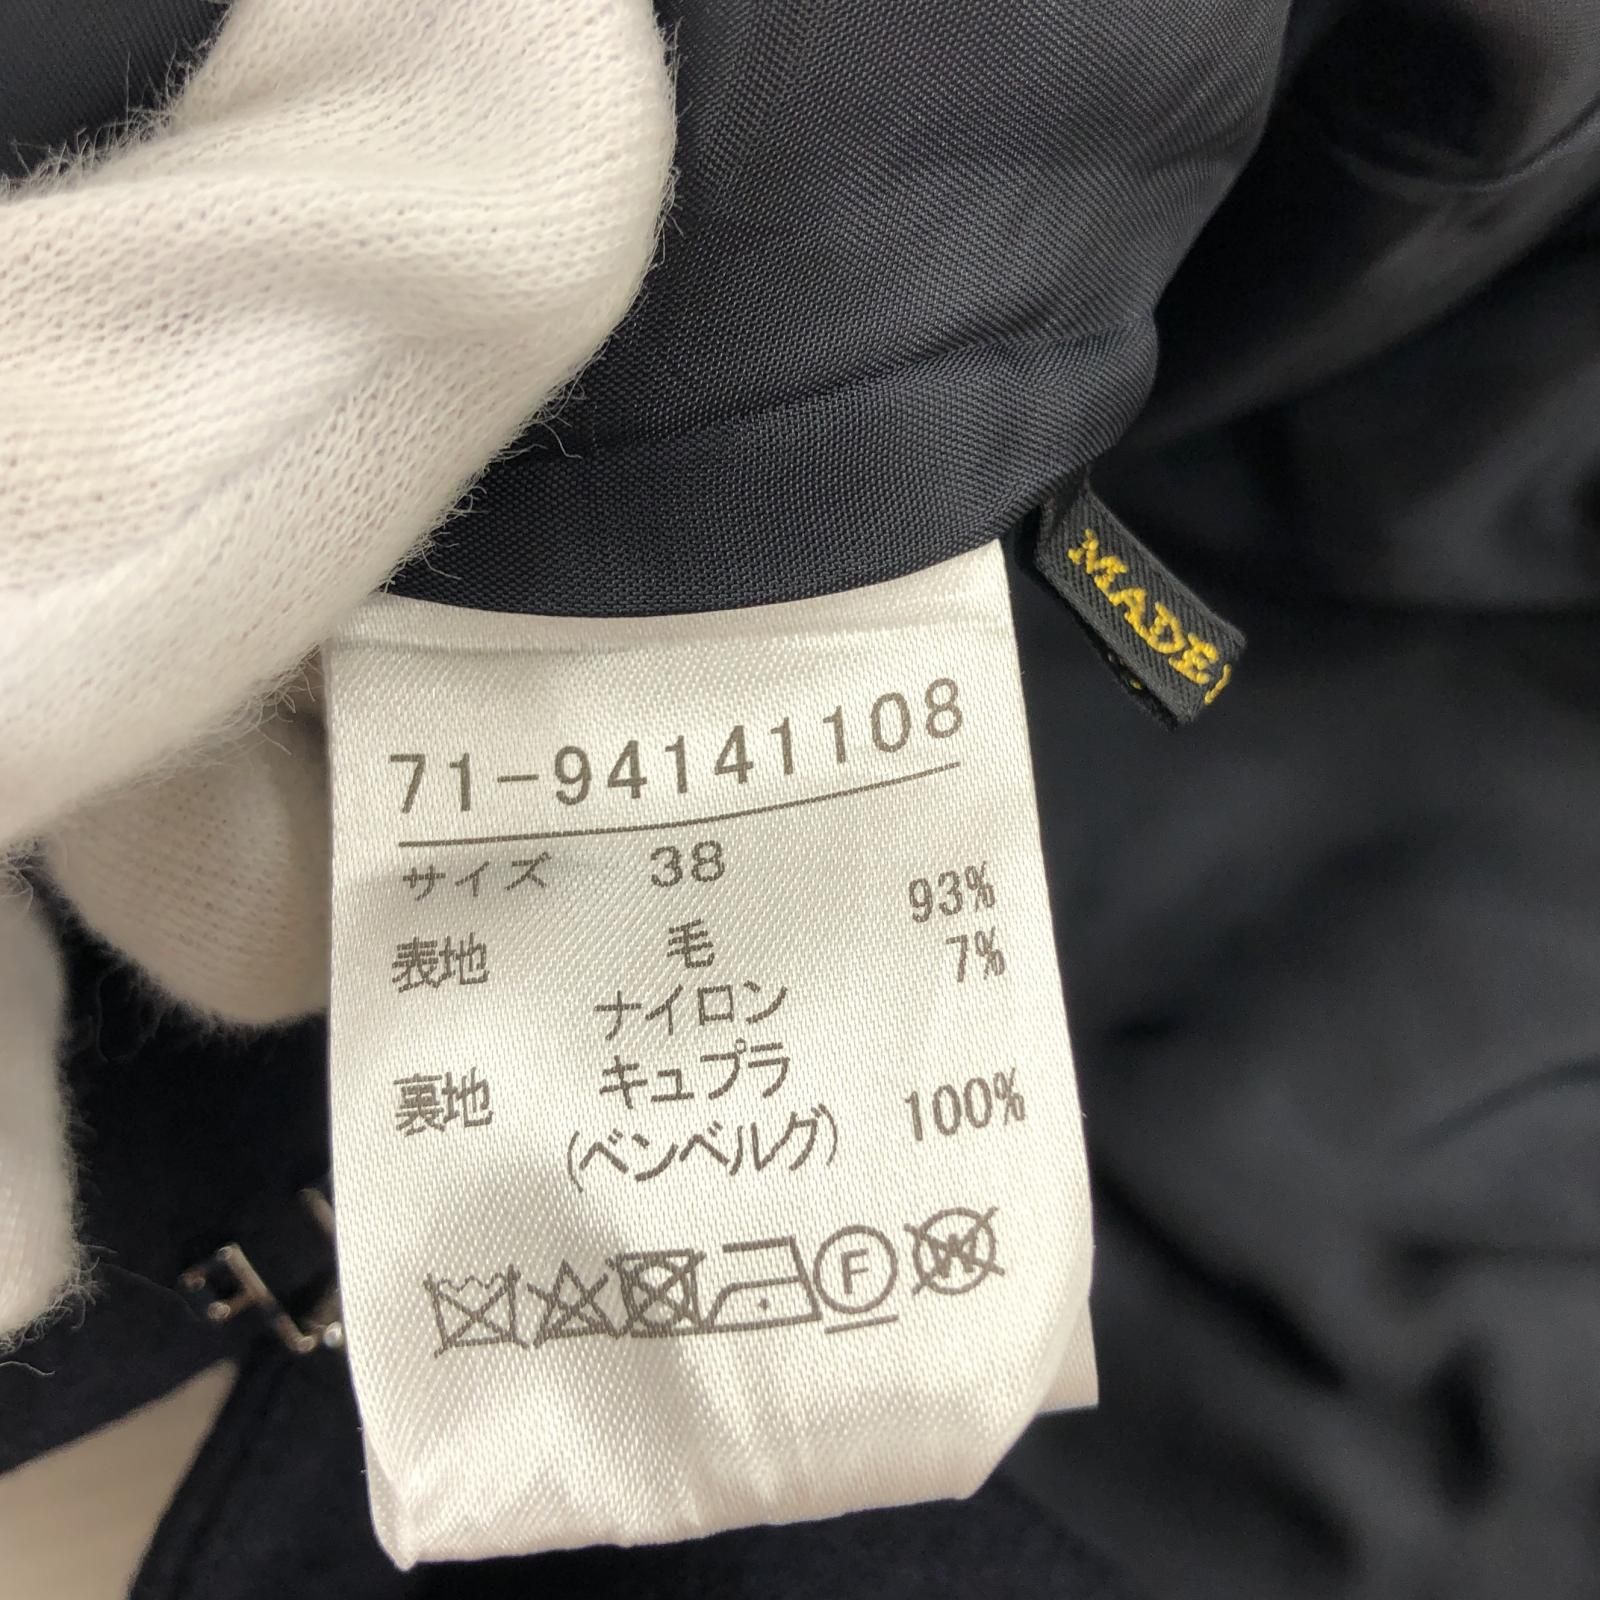 MADE
71-94141108
サイズ 38
表地 毛 93%
ナイロン 7%
裏地 キュプラ
(ベンベルグ) 100%
F
W